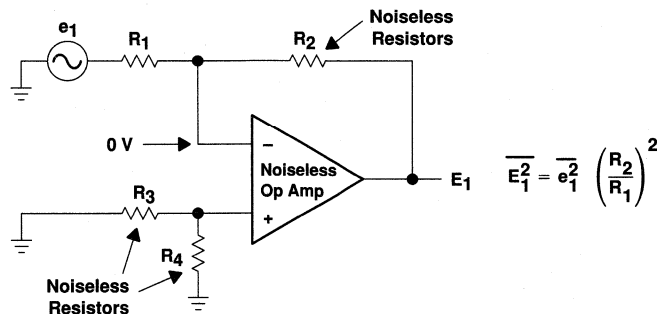 Noiseless
Resistors
e1
R1
R2
0 V
−
Noiseless
Op Amp
+
E1
E1² = e1² (R2/R1)²
R3
R4
Noiseless
Resistors